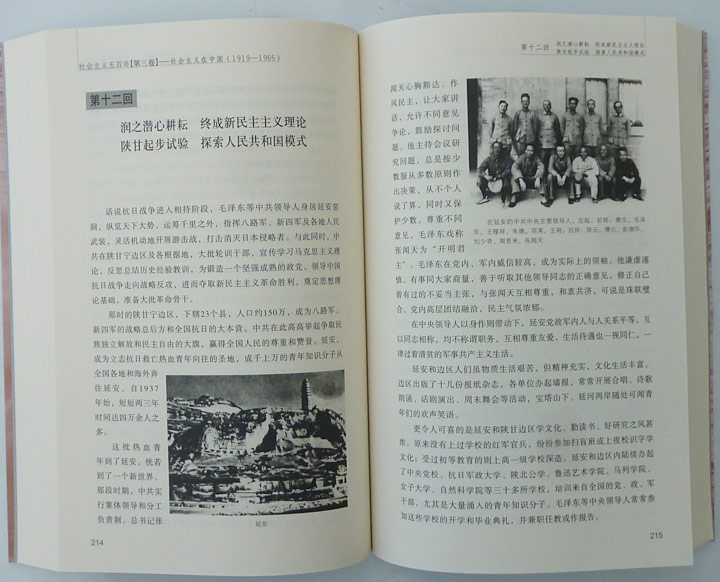 社会主义五百年【第三卷】——社会主义在中国（1919—1965）
第十二回
润之潜心耕耘 终成新民主主义理论
陕甘起步试验 探索人民共和国模式
话说抗日战争进入相持阶段，毛泽东等中共领导人身居延安窑
洞，纵览天下大势，运筹千里之外，指挥八路军、新四军及各地人民
武装，灵活机动地开展游击战，打击消灭日本侵略者。与此同时，中
共在陕甘宁边区及各根据地，大批轮训干部，宣传学习马克思主义理
论，反思总结历史经验教训，为锻造一个坚强成熟的政党，领导中国
抗日战争走向战略反攻，进而夺取新民主主义革命胜利，奠定思想理
论基础，准备大批革命骨干。
那时的陕甘宁边区，下辖23个县，人口约150万，成为八路军、
新四军的战略总后方和全国抗日的大本营。中共在此高高举起争取民
族独立解放和民主自由的大旗，赢得全国人民的尊重和赞誉。延安，
成为立志抗日救亡热血青年向往的圣地，成千上万的青年知识分子从
全国各地和海外奔
往延安，自1937
年始，短短两三年
时间达四万余人之
多。
这批热血青
年到了延安，恍若
到了一个新世界。
那段时期，中共实
行集体领导和分工
负责制，总书记张
延安
214
第十二回 润之潜心耕耘 终成新民主主义理论
陕甘起步试验 探索人民共和国模式
闻天心胸豁达、作
风民主，让大家讲
话，允许不同意见
争论，鼓励探讨问
题。他主持会议研
究问题，总是按少
数服从多数原则作
出决策，从不个人
说了算，同时又保
护少数，尊重不同
意见，毛泽东戏称
张闻天为“开明君
在延安的中共中央主要领导人，左起，前排：康生、毛泽
东、王稼祥、朱德、项英、王明；后排：陈云、博古、彭德怀、
刘少奇、周恩来、张闻天
主”。毛泽东在党内、军内威信较高，成为实际上的领袖。他谦虚谨
慎，有事同大家商量，善于听取其他领导同志的正确意见，修正自己
曾有过的不妥当主张，与张闻天互相尊重，和衷共济，可说是珠联璧
合。党内高层团结融洽，民主气氛浓郁。
在中央领导人以身作则带动下，延安党政军内人与人关系平等，互
以同志相称，均不称谓职务，互相尊重友爱，生活待遇也一视同仁，一
律过着清贫的军事共产主义生活。
延安和边区人们虽物质生活艰苦，但精神充实，文化生活丰富。
边区出版了十几份报纸杂志，各单位办起墙报，常常开展合唱、诗歌
朗诵、话剧演出、周末舞会等活动，宝塔山下、延河两岸随处可闻青
年们的欢声笑语。
更令人可喜的是延安和陕甘边区学文化、勤读书、好研究之风甚
浓。原来没有上过学校的红军官兵，纷纷参加扫盲班或上夜校识字学
文化；受过初等教育的则上高一级学校深造。延安和边区内陆续办起
了中央党校、抗日军政大学、陕北公学、鲁迅艺术学院、马列学院、
女子大学、自然科学院等三十多所学校，培训来自全国的党、政、军
干部，尤其是大量涌入的青年知识分子。毛泽东等中央领导人常常参
加这些学校的开学和毕业典礼，并兼职任教或作报告。
215